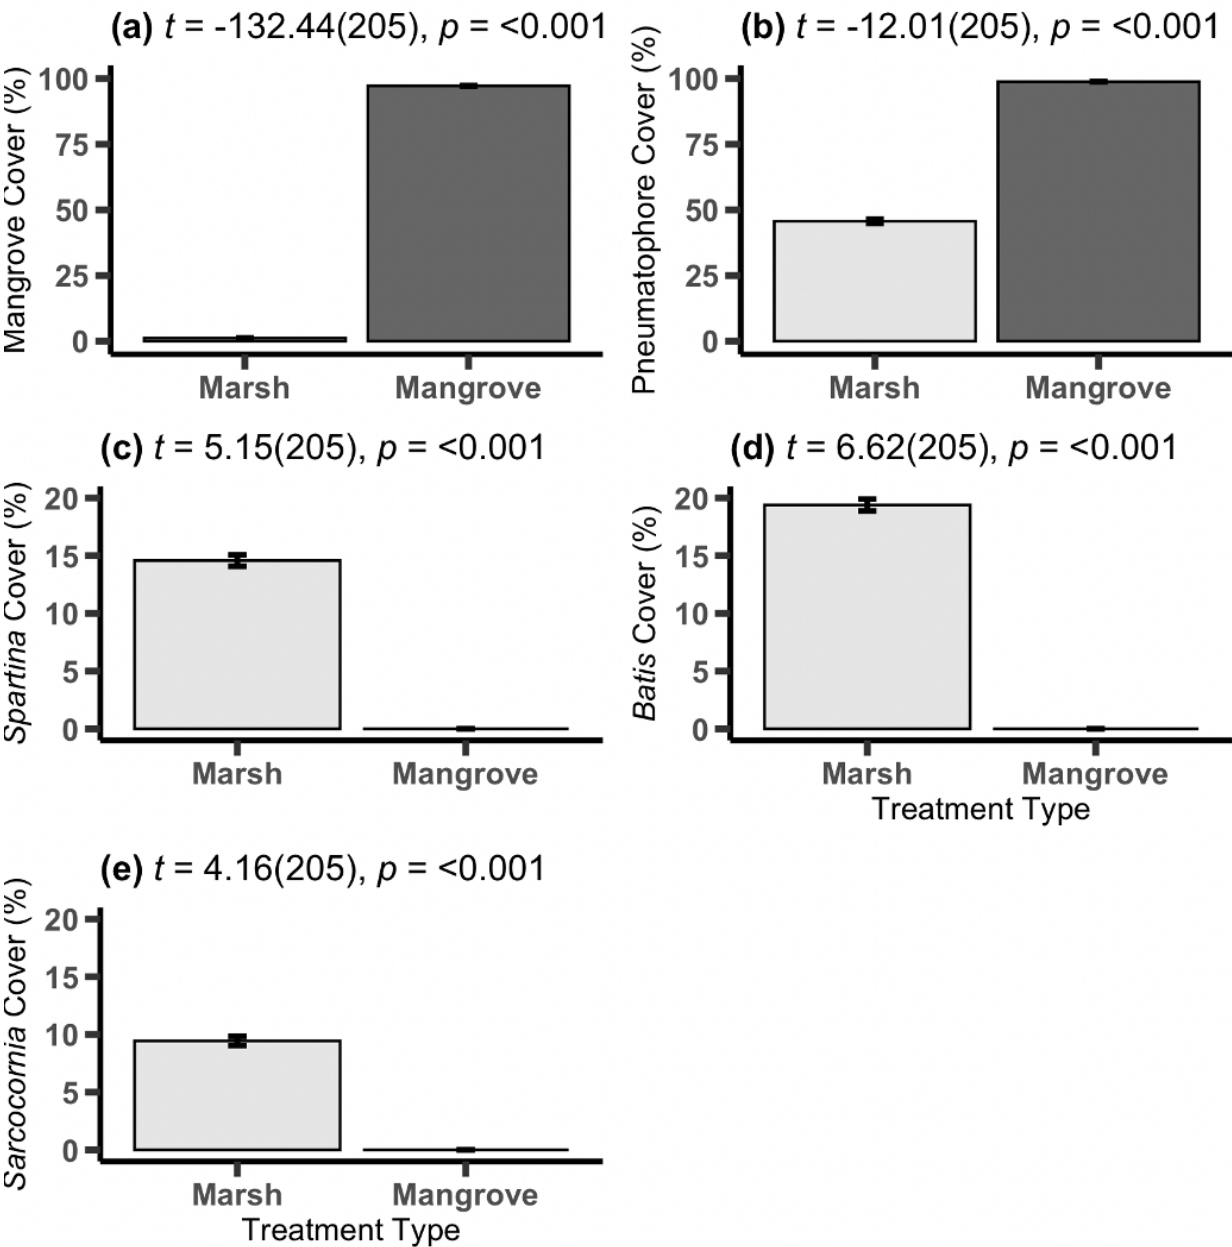 (a) t = -132.44(205), p = <0.001
Mangrove Cover (%)
100
75
50
25
0
Marsh
Mangrove
(b) t = -12.01(205), p = <0.001
Pneumatophore Cover (%)
100
75
50
25
0
Marsh
Mangrove
(c) t = 5.15(205), p = <0.001
Spartina Cover (%)
20
15
10
5
0
Marsh
Mangrove
(d) t = 6.62(205), p = <0.001
Batis Cover (%)
20
15
10
5
0
Marsh
Mangrove
Treatment Type
(e) t = 4.16(205), p = <0.001
Sarcocornia Cover (%)
20
15
10
5
0
Marsh
Mangrove
Treatment Type